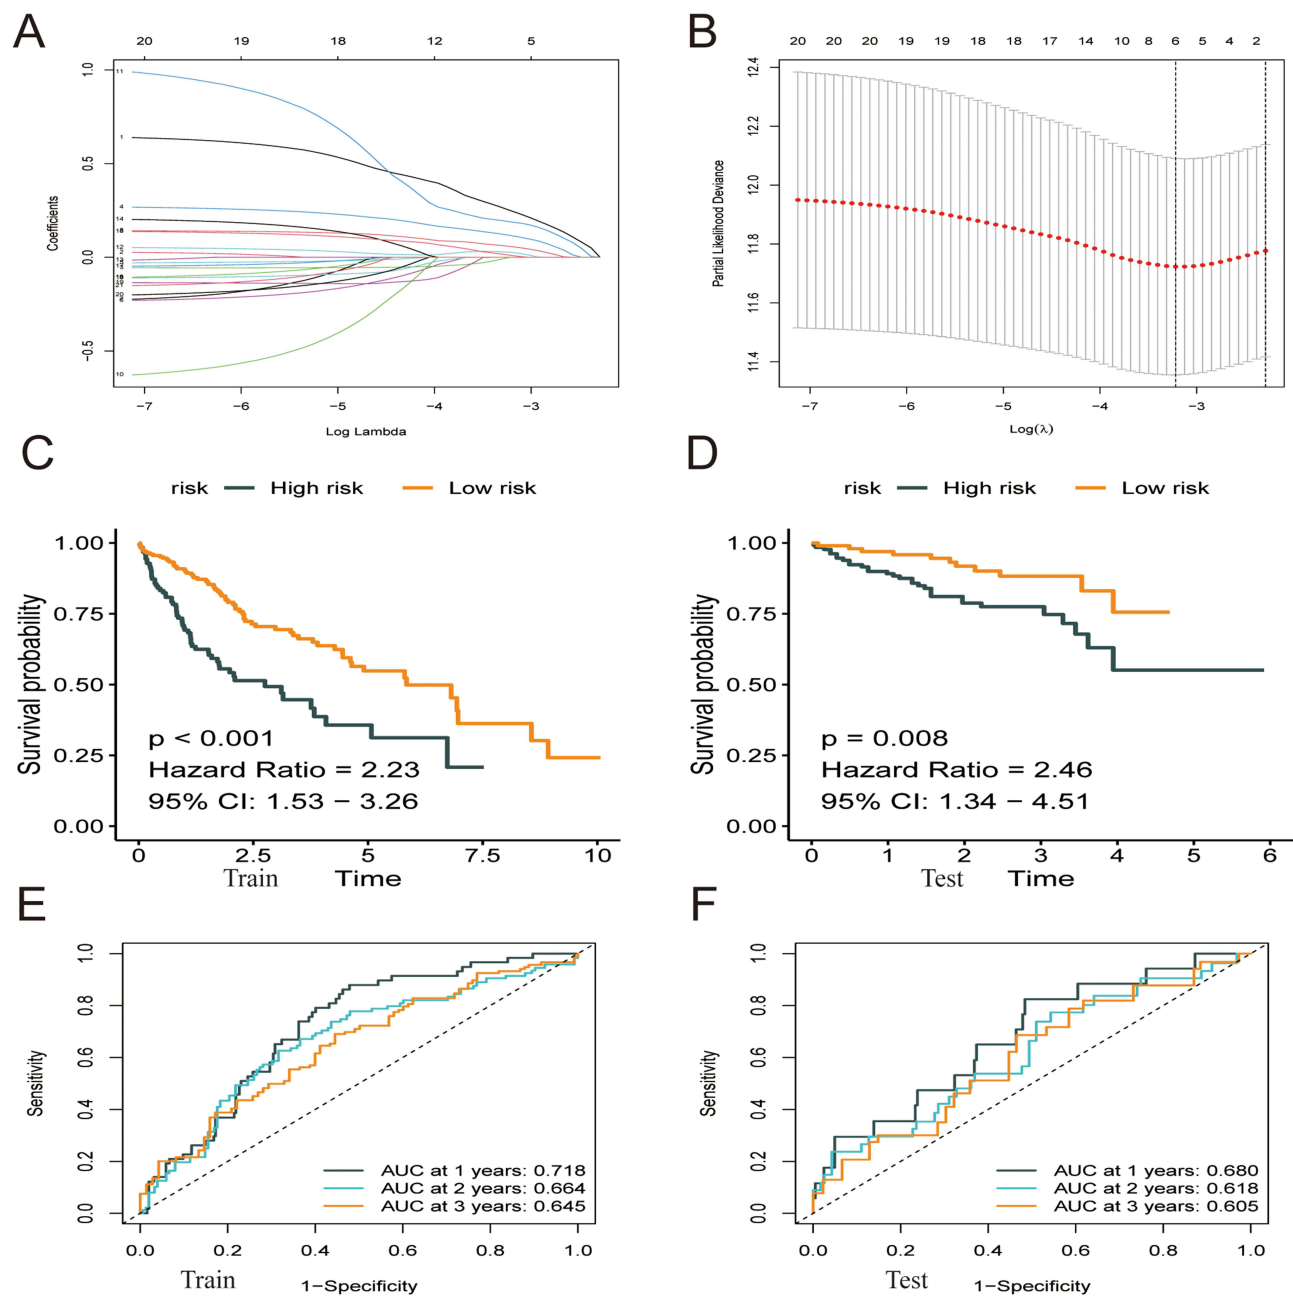 A
20 19 18 12 5
Coefficients
1.0
0.5
0.0
−0.5
11
1
4
14
12
2
10
−7 −6 −5 −4 −3
Log Lambda
B
20 20 20 19 19 18 18 17 14 10 8 6 5 4 2
Partial Likelihood Deviance
12.4
12.2
12.0
11.8
11.6
11.4
−7 −6 −5 −4 −3
Log(λ)
C
risk High risk Low risk
Survival probability
1.00
0.75
0.50
0.25
0.00
p < 0.001
Hazard Ratio = 2.23
95% CI: 1.53 − 3.26
0 2.5 5 7.5 10
Train Time
D
risk High risk Low risk
Survival probability
1.00
0.75
0.50
0.25
0.00
p = 0.008
Hazard Ratio = 2.46
95% CI: 1.34 − 4.51
0 1 2 3 4 5 6
Test Time
E
Sensitivity
1.0
0.8
0.6
0.4
0.2
0.0
AUC at 1 years: 0.718
AUC at 2 years: 0.664
AUC at 3 years: 0.645
0.0 0.2 0.4 0.6 0.8 1.0
Train 1−Specificity
F
Sensitivity
1.0
0.8
0.6
0.4
0.2
0.0
AUC at 1 years: 0.680
AUC at 2 years: 0.618
AUC at 3 years: 0.605
0.0 0.2 0.4 0.6 0.8 1.0
Test 1−Specificity